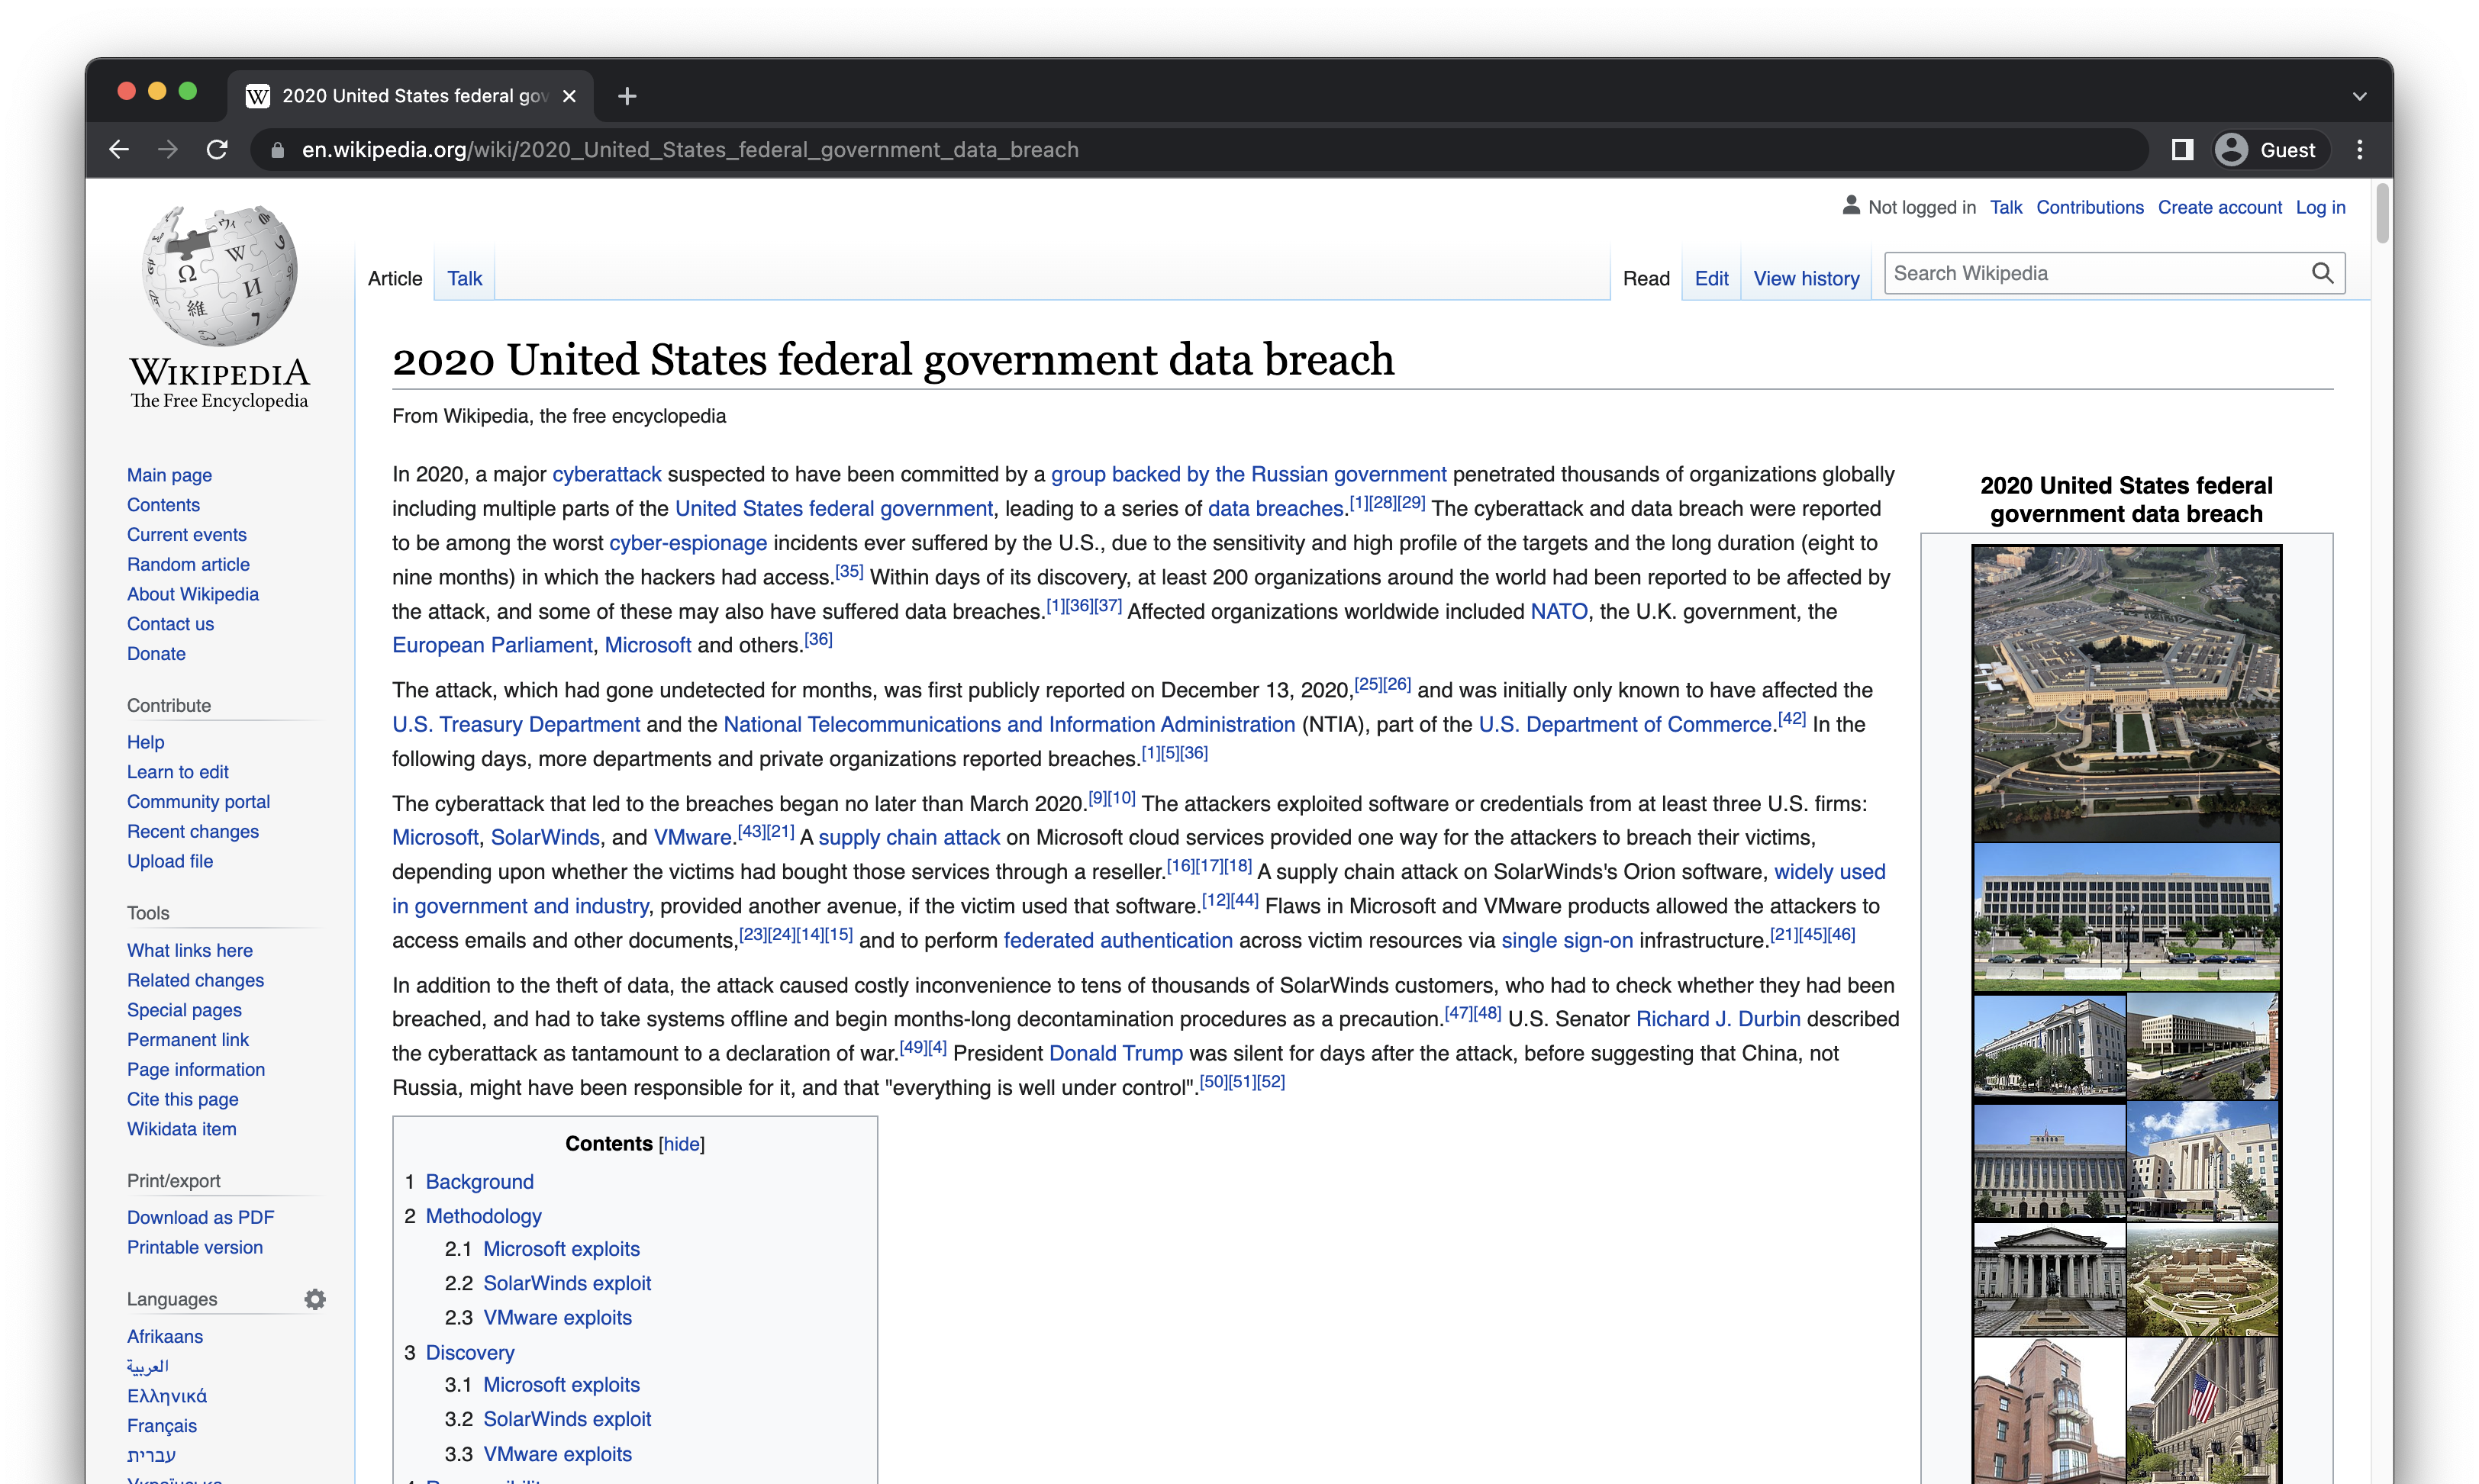 2020 United States federal gov
en.wikipedia.org/wiki/2020_United_States_federal_government_data_breach
Guest
Not logged in Talk Contributions Create account Log in
Article Talk
Read Edit View history
Search Wikipedia
WIKIPEDIA
The Free Encyclopedia
Main page
Contents
Current events
Random article
About Wikipedia
Contact us
Donate
Contribute
Help
Learn to edit
Community portal
Recent changes
Upload file
Tools
What links here
Related changes
Special pages
Permanent link
Page information
Cite this page
Wikidata item
Print/export
Download as PDF
Printable version
Languages
Afrikaans
العربية
Ελληνικά
Français
עברית
2020 United States federal government data breach
From Wikipedia, the free encyclopedia
In 2020, a major cyberattack suspected to have been committed by a group backed by the Russian government penetrated thousands of organizations globally
including multiple parts of the United States federal government, leading to a series of data breaches.[1][28][29] The cyberattack and data breach were reported
to be among the worst cyber-espionage incidents ever suffered by the U.S., due to the sensitivity and high profile of the targets and the long duration (eight to
nine months) in which the hackers had access.[35] Within days of its discovery, at least 200 organizations around the world had been reported to be affected by
the attack, and some of these may also have suffered data breaches.[1][36][37] Affected organizations worldwide included NATO, the U.K. government, the
European Parliament, Microsoft and others.[36]
The attack, which had gone undetected for months, was first publicly reported on December 13, 2020,[25][26] and was initially only known to have affected the
U.S. Treasury Department and the National Telecommunications and Information Administration (NTIA), part of the U.S. Department of Commerce.[42] In the
following days, more departments and private organizations reported breaches.[1][5][36]
The cyberattack that led to the breaches began no later than March 2020.[9][10] The attackers exploited software or credentials from at least three U.S. firms:
Microsoft, SolarWinds, and VMware.[43][21] A supply chain attack on Microsoft cloud services provided one way for the attackers to breach their victims,
depending upon whether the victims had bought those services through a reseller.[16][17][18] A supply chain attack on SolarWinds's Orion software, widely used
in government and industry, provided another avenue, if the victim used that software.[12][44] Flaws in Microsoft and VMware products allowed the attackers to
access emails and other documents,[23][24][14][15] and to perform federated authentication across victim resources via single sign-on infrastructure.[21][45][46]
In addition to the theft of data, the attack caused costly inconvenience to tens of thousands of SolarWinds customers, who had to check whether they had been
breached, and had to take systems offline and begin months-long decontamination procedures as a precaution.[47][48] U.S. Senator Richard J. Durbin described
the cyberattack as tantamount to a declaration of war.[49][4] President Donald Trump was silent for days after the attack, before suggesting that China, not
Russia, might have been responsible for it, and that "everything is well under control".[50][51][52]
Contents [hide]
1 Background
2 Methodology
2.1 Microsoft exploits
2.2 SolarWinds exploit
2.3 VMware exploits
3 Discovery
3.1 Microsoft exploits
3.2 SolarWinds exploit
3.3 VMware exploits
2020 United States federal
government data breach